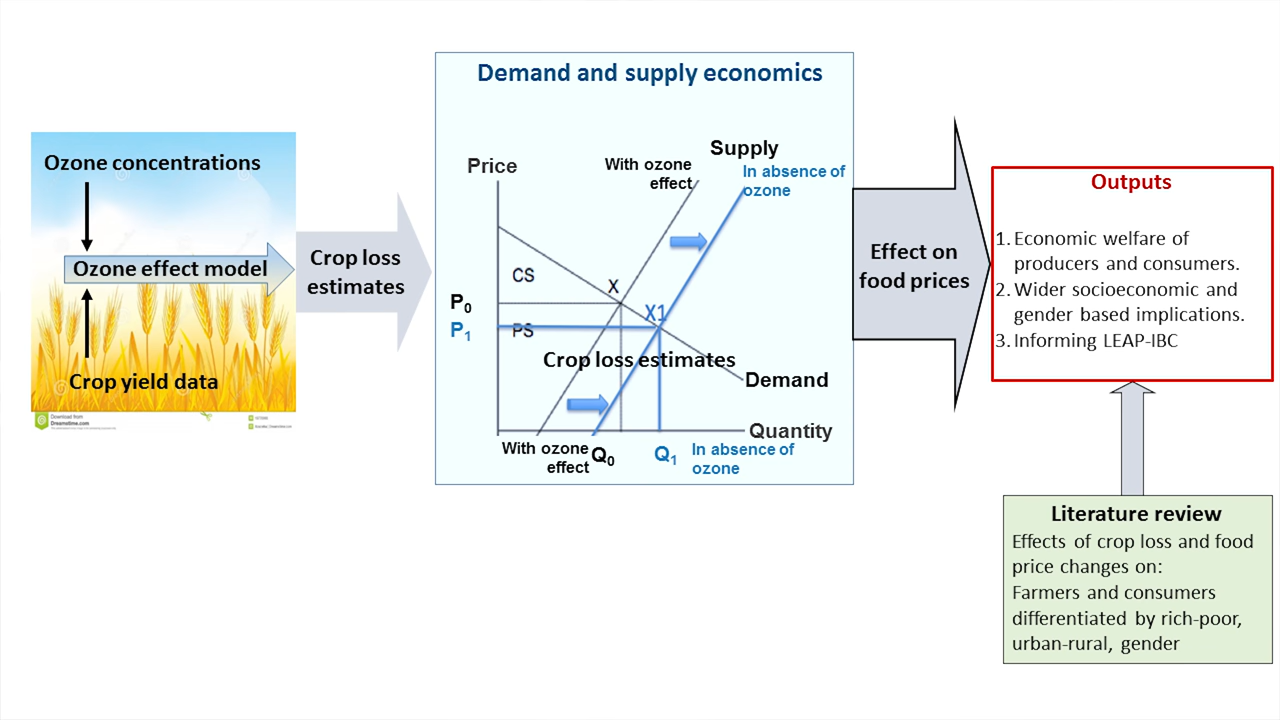 Ozone concentrations
Ozone effect model
Crop yield data
Download from
Dreamstime.com
Crop loss
estimates
Demand and supply economics
Price
With ozone
effect
Supply
In absence of
ozone
CS
X
P0
P1
PS
X1
Crop loss estimates
Demand
Quantity
With ozone
effect
Q0
Q1
In absence of
ozone
Effect on
food prices
Outputs
1. Economic welfare of
producers and consumers.
2. Wider socioeconomic and
gender based implications.
3. Informing LEAP-IBC
Literature review
Effects of crop loss and food
price changes on:
Farmers and consumers
differentiated by rich-poor,
urban-rural, gender